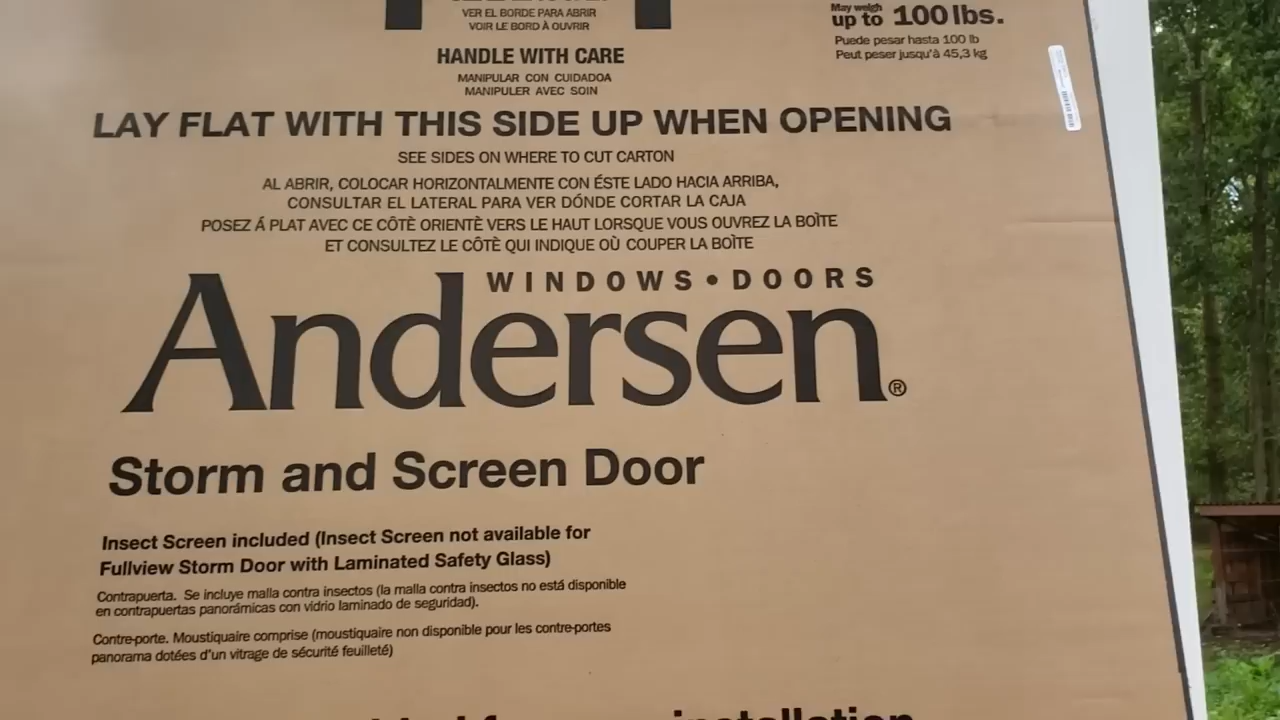 VER EL BORDE PARA ABRIR
VOIR LE BORD À OUVRIR
May weigh
up to 100 lbs.
Puede pesar hasta 100 lb
Peut peser jusqu'à 45,3 kg
HANDLE WITH CARE
MANIPULAR CON CUIDADOA
MANIPULER AVEC SOIN
LAY FLAT WITH THIS SIDE UP WHEN OPENING
SEE SIDES ON WHERE TO CUT CARTON
AL ABRIR, COLOCAR HORIZONTALMENTE CON ÉSTE LADO HACIA ARRIBA,
CONSULTAR EL LATERAL PARA VER DÓNDE CORTAR LA CAJA
POSEZ Á PLAT AVEC CE CÔTÈ ORIENTÈ VERS LE HAUT LORSQUE VOUS OUVREZ LA BOÌTE
ET CONSULTEZ LE CÔTÈ QUI INDIQUE OÙ COUPER LA BOÌTE
WINDOWS • DOORS
Andersen®
Storm and Screen Door
Insect Screen included (Insect Screen not available for
Fullview Storm Door with Laminated Safety Glass)
Contrapuerta. Se incluye malla contra insectos (la malla contra insectos no está disponible
en contrapuertas panorámicas con vidrio laminado de seguridad).
Contre-porte. Moustiquaire comprise (moustiquaire non disponible pour les contre-portes
panorama dotées d'un vitrage de sécurité feuilleté)
installation